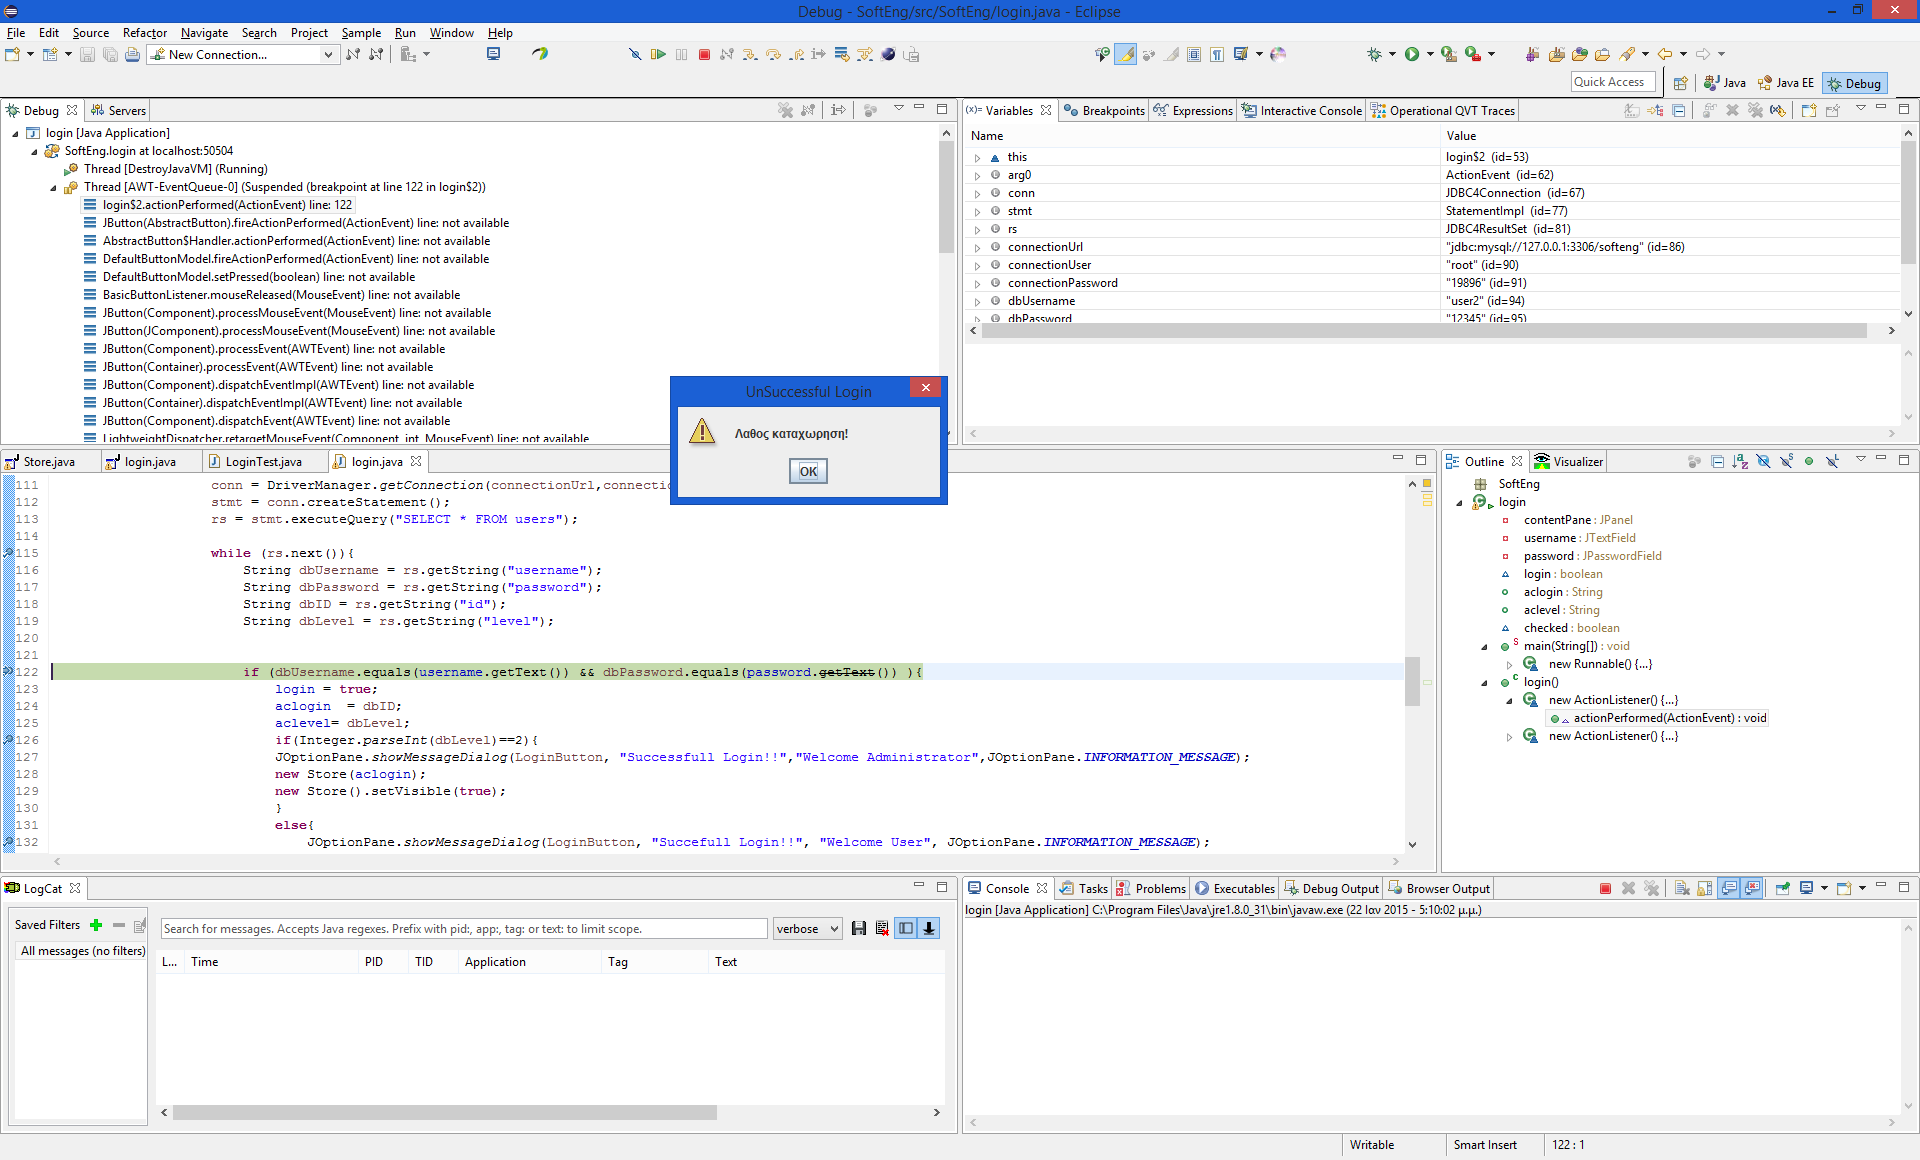 Debug - SoftEng/src/SoftEng/login.java - Eclipse
File Edit Source Refactor Navigate Search Project Sample Run Window Help
New Connection...
Quick Access
Java
Java EE
Debug
Debug
Servers
login [Java Application]
SoftEng.login at localhost:50504
Thread [DestroyJavaVM] (Running)
Thread [AWT-EventQueue-0] (Suspended (breakpoint at line 122 in login$2))
login$2.actionPerformed(ActionEvent) line: 122
JButton(AbstractButton).fireActionPerformed(ActionEvent) line: not available
AbstractButton$Handler.actionPerformed(ActionEvent) line: not available
DefaultButtonModel.fireActionPerformed(ActionEvent) line: not available
DefaultButtonModel.setPressed(boolean) line: not available
BasicButtonListener.mouseReleased(MouseEvent) line: not available
JButton(Component).processMouseEvent(MouseEvent) line: not available
JButton(JComponent).processMouseEvent(MouseEvent) line: not available
JButton(Component).processEvent(AWTEvent) line: not available
JButton(Container).processEvent(AWTEvent) line: not available
JButton(Component).dispatchEventImpl(AWTEvent) line: not available
JButton(Container).dispatchEventImpl(AWTEvent) line: not available
JButton(Component).dispatchEvent(AWTEvent) line: not available
LightweightDispatcher.retargetMouseEvent(Component, int, MouseEvent) line: not available
(x)= Variables
Breakpoints
Expressions
Interactive Console
Operational QVT Traces
Name Value
this login$2 (id=53)
arg0 ActionEvent (id=62)
conn JDBC4Connection (id=67)
stmt StatementImpl (id=77)
rs JDBC4ResultSet (id=81)
connectionUrl "jdbc:mysql://127.0.0.1:3306/softeng" (id=86)
connectionUser "root" (id=90)
connectionPassword "19896" (id=91)
dbUsername "user2" (id=94)
dbPassword "12345" (id=95)
UnSuccessful Login
Λαθος καταχωρηση!
OK
Store.java
login.java
LoginTest.java
login.java
111 conn = DriverManager.getConnection(connectionUrl,connectio
112 stmt = conn.createStatement();
113 rs = stmt.executeQuery("SELECT * FROM users");
114
115 while (rs.next()){
116 String dbUsername = rs.getString("username");
117 String dbPassword = rs.getString("password");
118 String dbID = rs.getString("id");
119 String dbLevel = rs.getString("level");
120
121
122 if (dbUsername.equals(username.getText()) && dbPassword.equals(password.getText()) ){
123 login = true;
124 aclogin  = dbID;
125 aclevel= dbLevel;
126 if(Integer.parseInt(dbLevel)==2){
127 JOptionPane.showMessageDialog(LoginButton, "Successfull Login!!","Welcome Administrator",JOptionPane.INFORMATION_MESSAGE);
128 new Store(aclogin);
129 new Store().setVisible(true);
130 }
131 else{
132 JOptionPane.showMessageDialog(LoginButton, "Succefull Login!!", "Welcome User", JOptionPane.INFORMATION_MESSAGE);
Outline
Visualizer
SoftEng
login
contentPane : JPanel
username : JTextField
password : JPasswordField
login : boolean
aclogin : String
aclevel : String
checked : boolean
main(String[]) : void
new Runnable() {...}
login()
new ActionListener() {...}
actionPerformed(ActionEvent) : void
new ActionListener() {...}
LogCat
Saved Filters
All messages (no filters)
Search for messages. Accepts Java regexes. Prefix with pid:, app:, tag: or text: to limit scope.
verbose
L... Time PID TID Application Tag Text
Console
Tasks
Problems
Executables
Debug Output
Browser Output
login [Java Application] C:\Program Files\Java\jre1.8.0_31\bin\javaw.exe (22 Ιαν 2015 - 5:10:02 μ.μ.)
Writable
Smart Insert
122 : 1